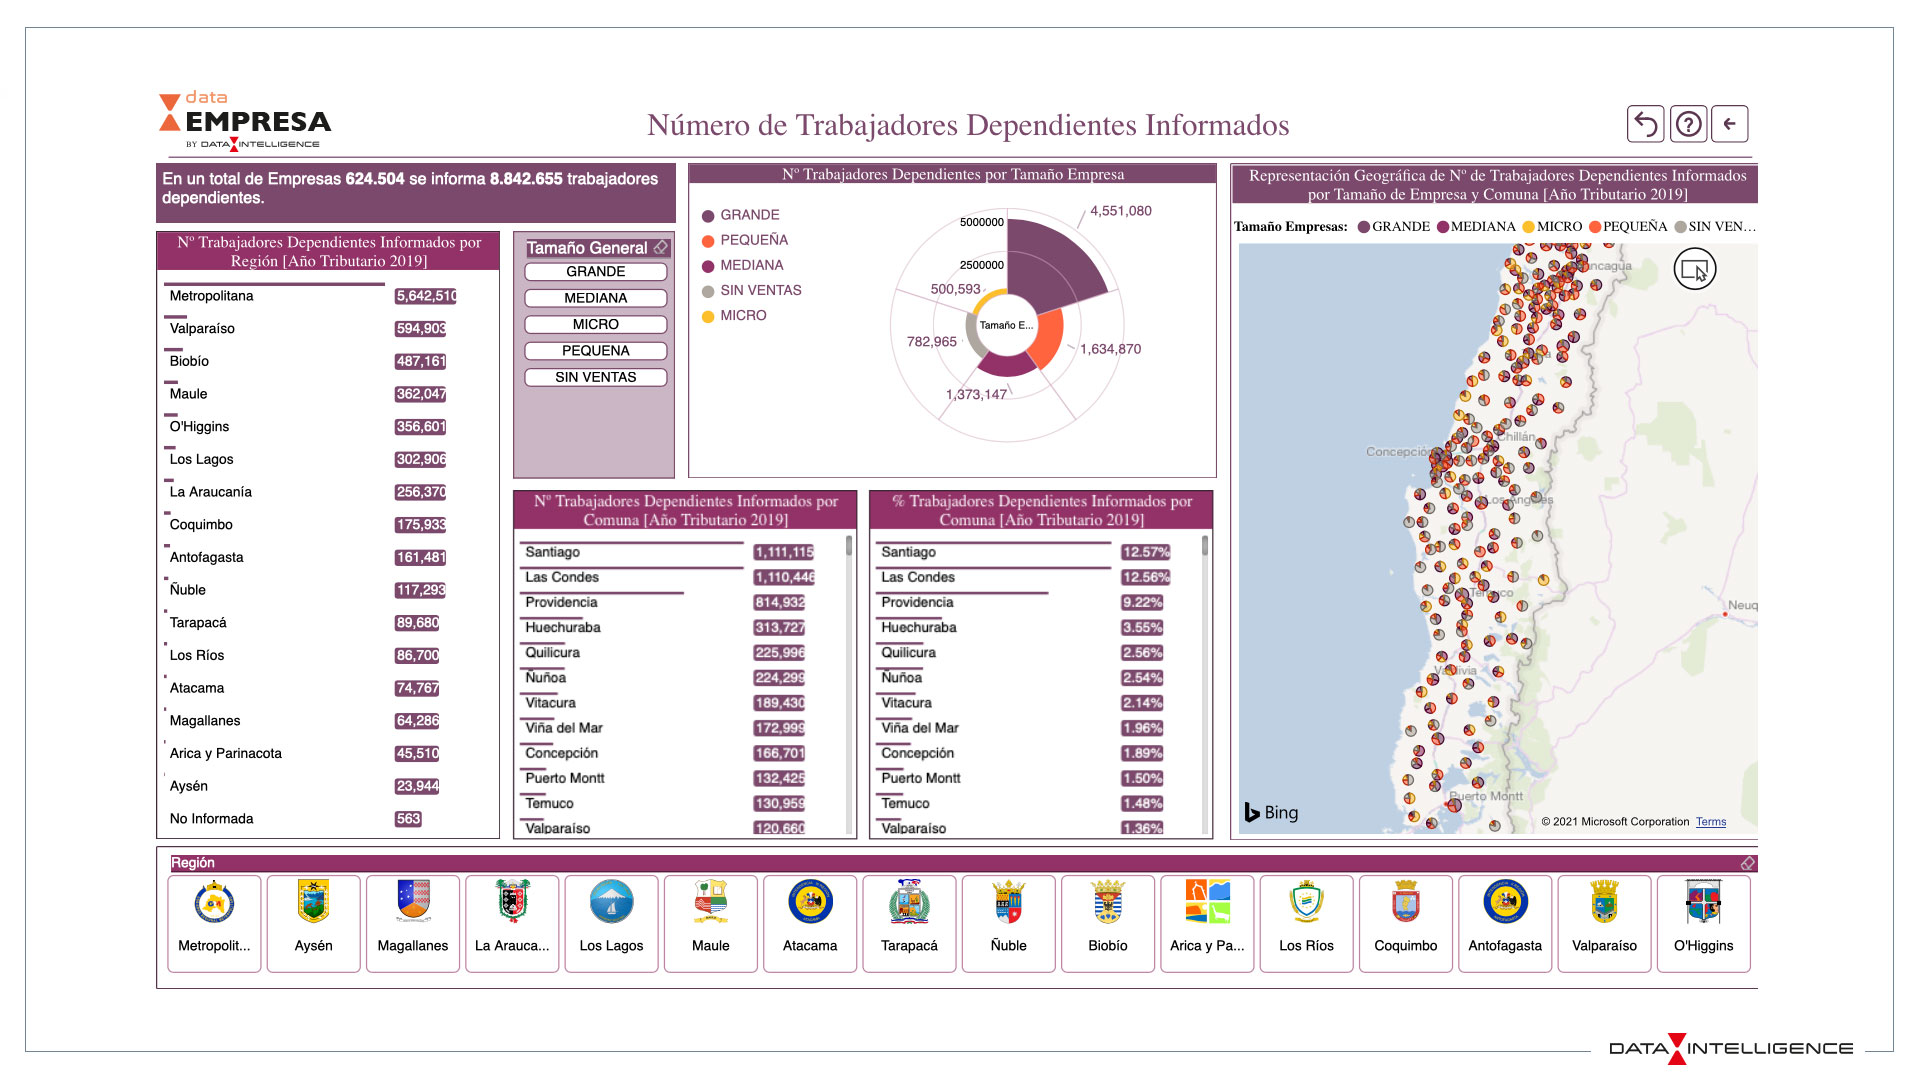 data
EMPRESA
BY DATA INTELLIGENCE
Número de Trabajadores Dependientes Informados
En un total de Empresas 624.504 se informa 8.842.655 trabajadores
dependientes.
Nº Trabajadores Dependientes Informados por
Región [Año Tributario 2019]
Metropolitana 5,642,510
Valparaíso 594,903
Biobío 487,161
Maule 362,047
O'Higgins 356,601
Los Lagos 302,906
La Araucanía 256,370
Coquimbo 175,933
Antofagasta 161,481
Ñuble 117,293
Tarapacá 89,680
Los Ríos 86,700
Atacama 74,767
Magallanes 64,286
Arica y Parinacota 45,510
Aysén 23,944
No Informada 563
Tamaño General
GRANDE
MEDIANA
MICRO
PEQUENA
SIN VENTAS
Nº Trabajadores Dependientes por Tamaño Empresa
GRANDE
PEQUEÑA
MEDIANA
SIN VENTAS
MICRO
5000000
2500000
4,551,080
1,634,870
1,373,147
782,965
500,593
Tamaño E...
Nº Trabajadores Dependientes Informados por
Comuna [Año Tributario 2019]
Santiago 1,111,115
Las Condes 1,110,446
Providencia 814,932
Huechuraba 313,727
Quilicura 225,996
Ñuñoa 224,299
Vitacura 189,430
Viña del Mar 172,999
Concepción 166,701
Puerto Montt 132,425
Temuco 130,959
Valparaíso 120,660
% Trabajadores Dependientes Informados por
Comuna [Año Tributario 2019]
Santiago 12.57%
Las Condes 12.56%
Providencia 9.22%
Huechuraba 3.55%
Quilicura 2.56%
Ñuñoa 2.54%
Vitacura 2.14%
Viña del Mar 1.96%
Concepción 1.89%
Puerto Montt 1.50%
Temuco 1.48%
Valparaíso 1.36%
Representación Geográfica de Nº de Trabajadores Dependientes Informados
por Tamaño de Empresa y Comuna [Año Tributario 2019]
Tamaño Empresas: GRANDE MEDIANA MICRO PEQUEÑA SIN VEN...
Chillán
Concepción
Los Angeles
Neuq
Puerto Montt
Bing
© 2021 Microsoft Corporation Terms
Región
Metropolit...
Aysén
Magallanes
La Arauca...
Los Lagos
Maule
Atacama
Tarapacá
Ñuble
Biobío
Arica y Pa...
Los Ríos
Coquimbo
Antofagasta
Valparaíso
O'Higgins
DATA INTELLIGENCE